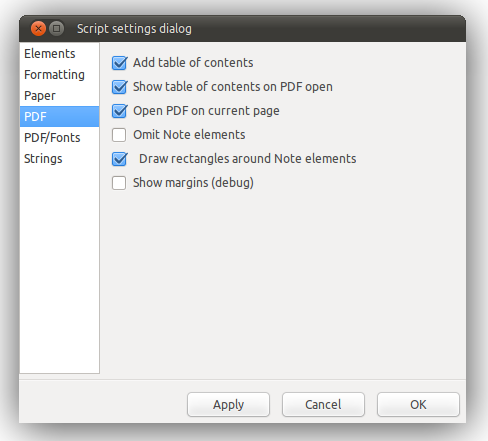 Script settings dialog
Elements
Formatting
Paper
PDF
PDF/Fonts
Strings
Add table of contents
Show table of contents on PDF open
Open PDF on current page
Omit Note elements
Draw rectangles around Note elements
Show margins (debug)
Apply
Cancel
OK